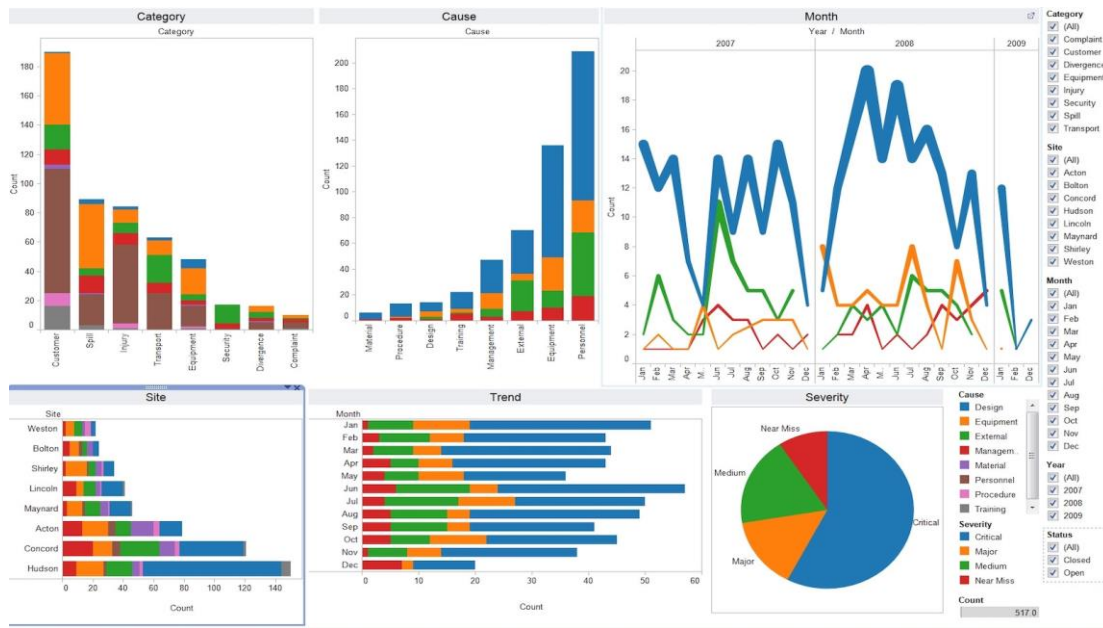 Category
Category
180
160
140
120
100
80
60
40
20
0
Count
Customer
Spill
Injury
Transport
Equipment
Security
Divergence
Complaint
Cause
Cause
200
180
160
140
120
100
80
60
40
20
0
Count
Material
Procedure
Design
Training
Management
External
Equipment
Personnel
Month
Year / Month
2007 2008 2009
20
18
16
14
12
10
8
6
4
2
0
Count
Jan Feb Mar Apr M.. Jun Jul Aug Sep Oct Nov Dec Jan Feb Mar Apr M.. Jun Jul Aug Sep Oct Nov Dec Jan Feb Dec
Category
(All)
Complaint
Customer
Divergence
Equipment
Injury
Security
Spill
Transport
Site
(All)
Acton
Bolton
Concord
Hudson
Lincoln
Maynard
Shirley
Weston
Month
(All)
Jan
Feb
Mar
Apr
May
Jun
Jul
Aug
Sep
Oct
Nov
Dec
Year
2007
2008
2009
Status
(All)
Closed
Open
Site
Site
Weston
Bolton
Shirley
Lincoln
Maynard
Acton
Concord
Hudson
0 20 40 60 80 100 120 140
Count
Trend
Month
Jan
Feb
Mar
Apr
May
Jun
Jul
Aug
Sep
Oct
Nov
Dec
0 10 20 30 40 50 60
Count
Severity
Near Miss
Medium
Major
Critical
Cause
Design
Equipment
External
Managem..
Material
Personnel
Procedure
Training
Severity
Critical
Major
Medium
Near Miss
Count
517.0